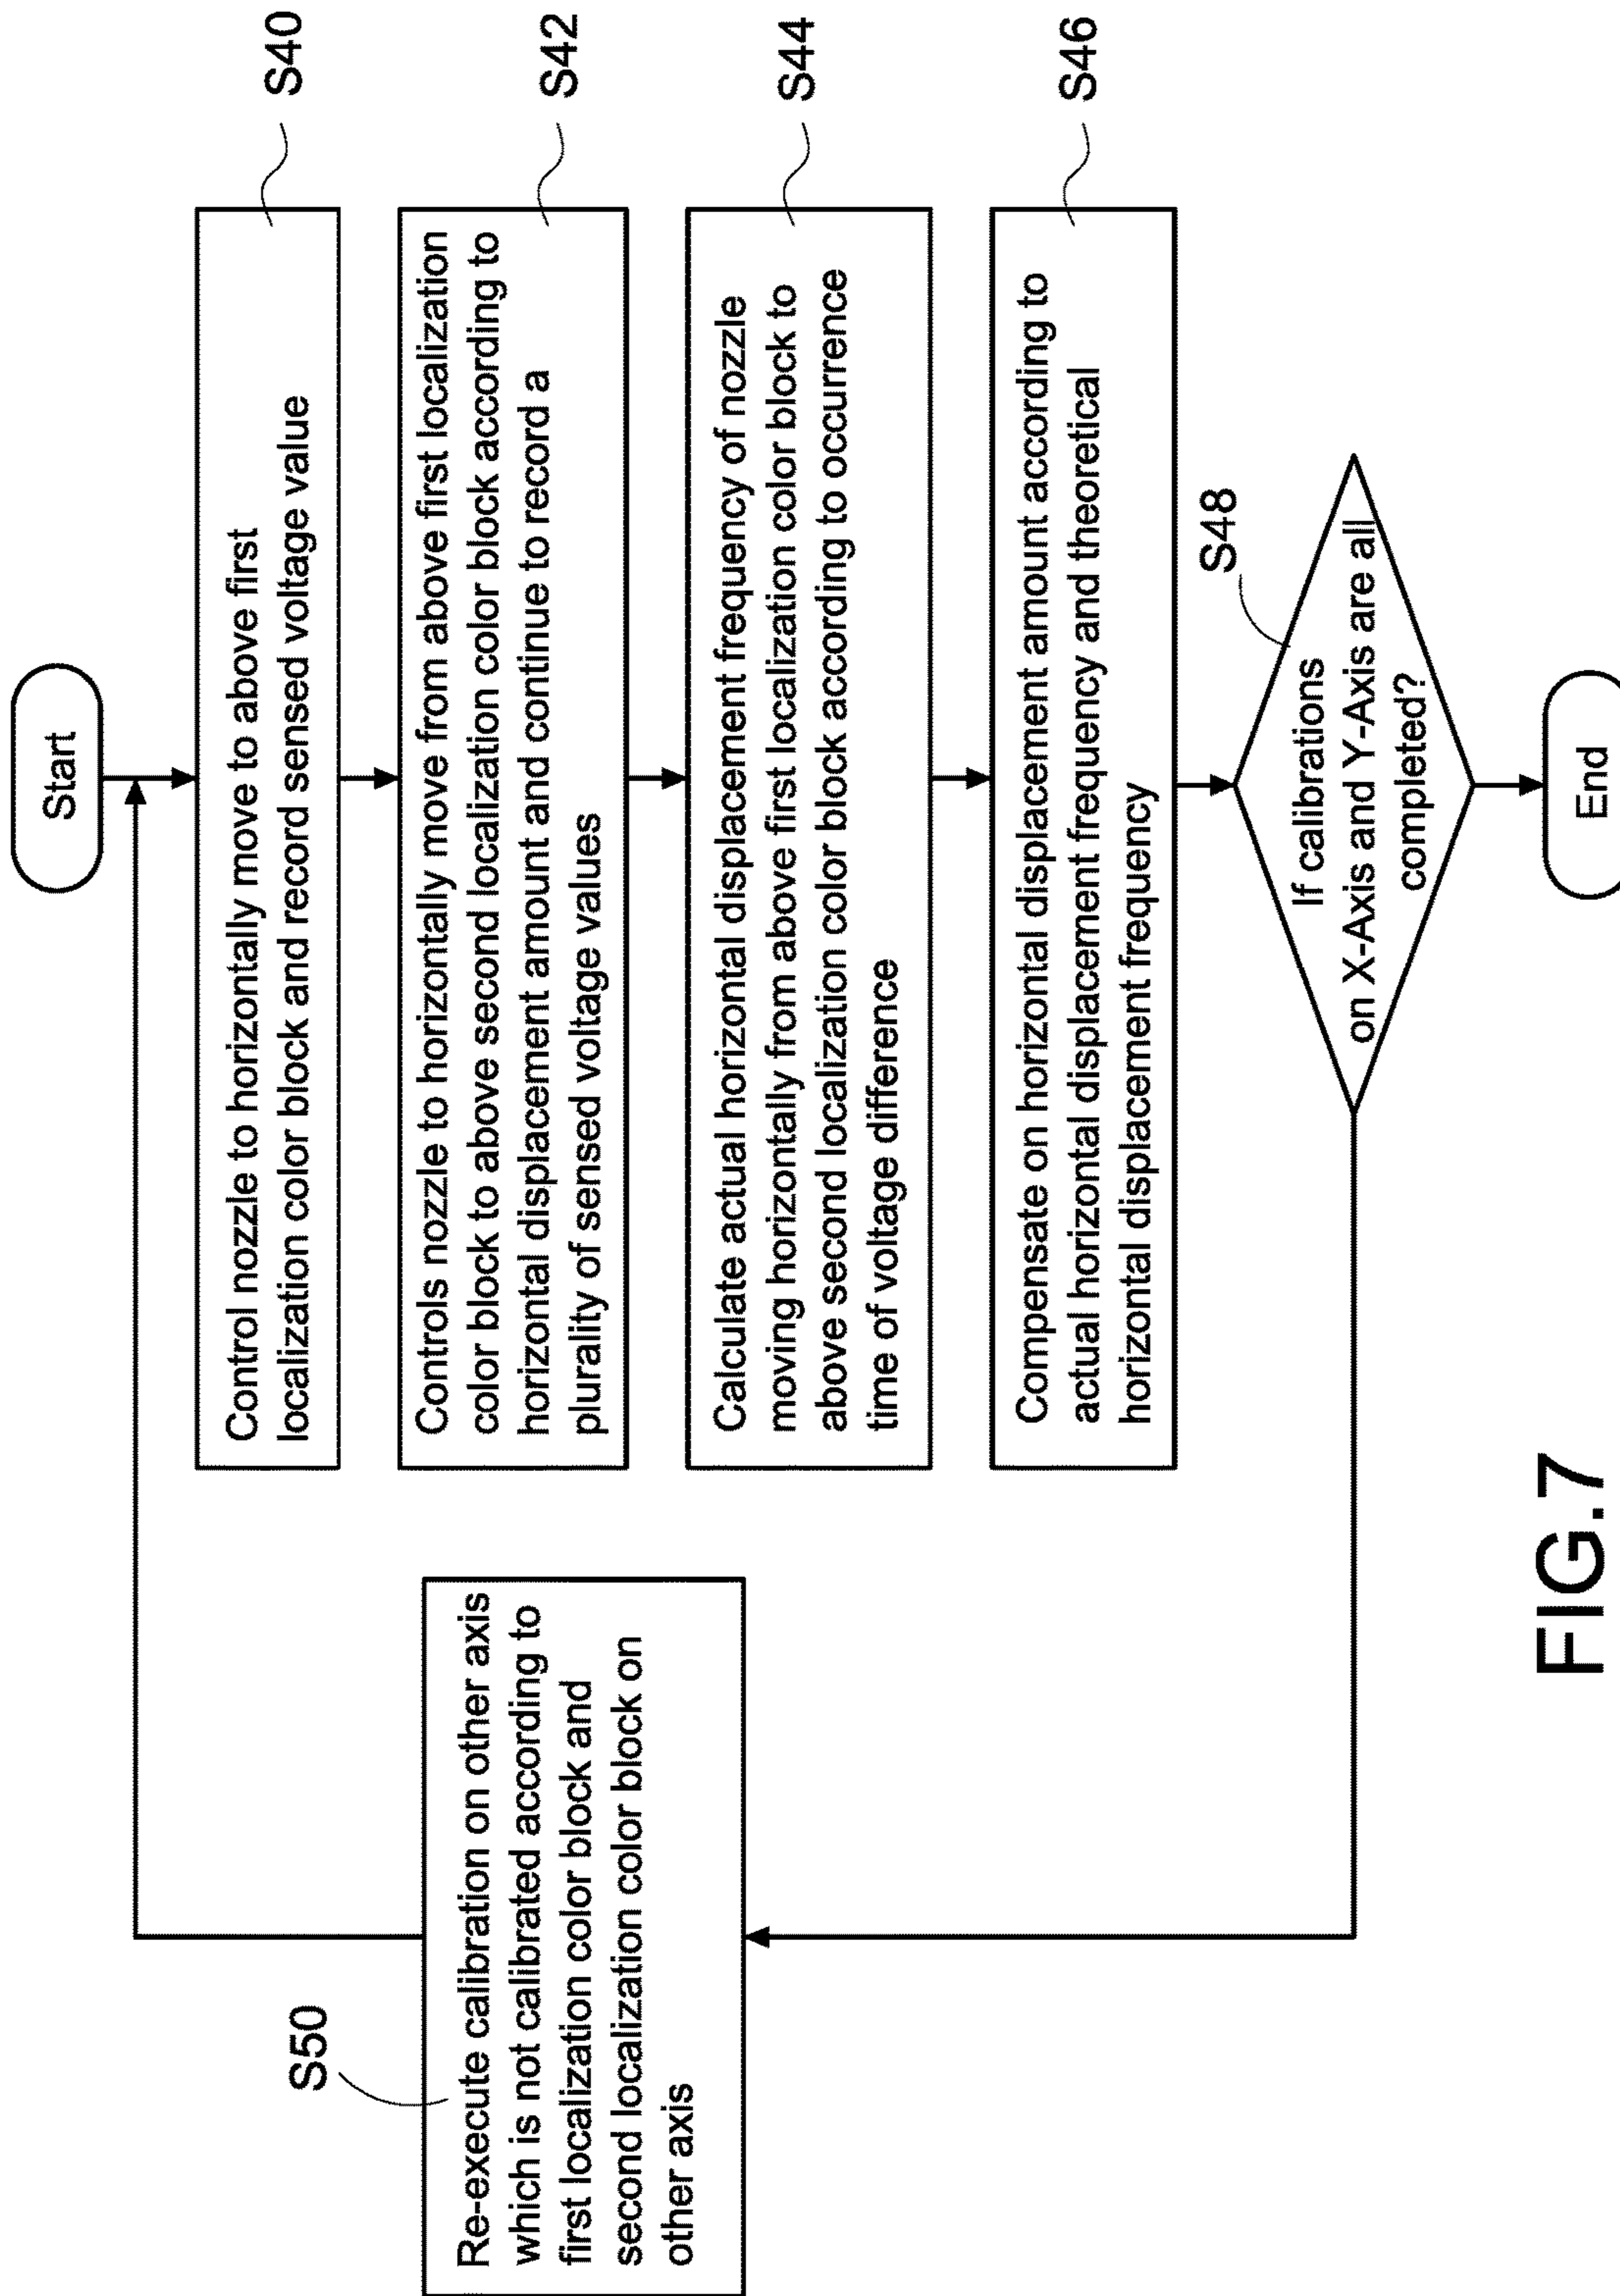 Start
Control nozzle to horizontally move to above first
localization color block and record sensed voltage value
S40
Controls nozzle to horizontally move from above first localization
color block to above second localization color block according to
horizontal displacement amount and continue to record a
plurality of sensed voltage values
S42
Calculate actual horizontal displacement frequency of nozzle
moving horizontally from above first localization color block to
above second localization color block according to occurrence
time of voltage difference
S44
Compensate on horizontal displacement amount according to
actual horizontal displacement frequency and theoretical
horizontal displacement frequency
S46
S48
If calibrations
on X-Axis and Y-Axis are all
completed?
S50
Re-execute calibration on other axis
which is not calibrated according to
first localization color block and
second localization color block on
other axis
End
FIG.7